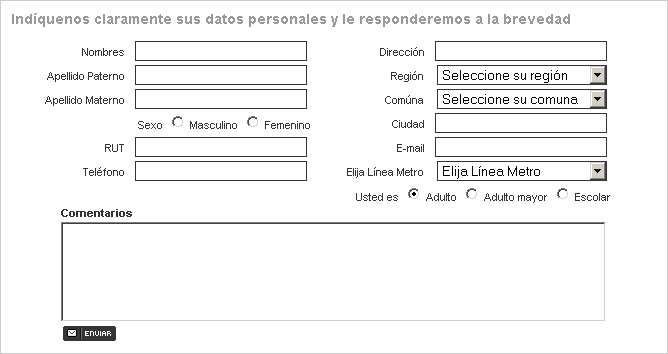 Indíquenos claramente sus datos personales y le responderemos a la brevedad
Nombres
Dirección
Apellido Paterno
Región Seleccione su región
Apellido Materno
Comúna Seleccione su comuna
Sexo Masculino Femenino
Ciudad
RUT
E-mail
Teléfono
Elija Línea Metro Elija Línea Metro
Usted es Adulto Adulto mayor Escolar
Comentarios
ENVIAR